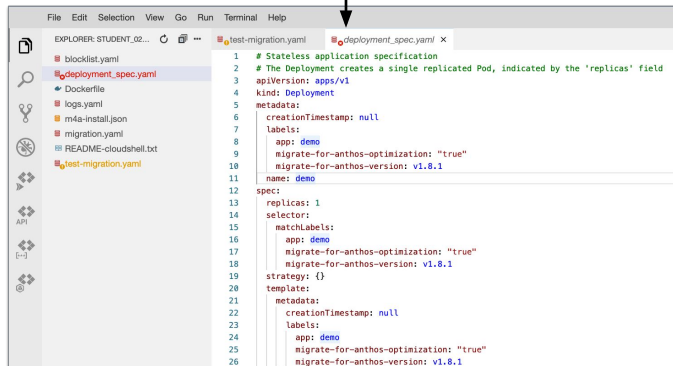 File Edit Selection View Go Run Terminal Help
EXPLORER: STUDENT_02...
test-migration.yaml
deployment_spec.yaml
blocklist.yaml
deployment_spec.yaml
Dockerfile
logs.yaml
m4a-install.json
migration.yaml
README-cloudshell.txt
test-migration.yaml
API
1 # Stateless application specification
2 # The Deployment creates a single replicated Pod, indicated by the 'replicas' field
3 apiVersion: apps/v1
4 kind: Deployment
5 metadata:
6 creationTimestamp: null
7 labels:
8 app: demo
9 migrate-for-anthos-optimization: "true"
10 migrate-for-anthos-version: v1.8.1
11 name: demo
12 spec:
13 replicas: 1
14 selector:
15 matchLabels:
16 app: demo
17 migrate-for-anthos-optimization: "true"
18 migrate-for-anthos-version: v1.8.1
19 strategy: {}
20 template:
21 metadata:
22 creationTimestamp: null
23 labels:
24 app: demo
25 migrate-for-anthos-optimization: "true"
26 migrate-for-anthos-version: v1.8.1